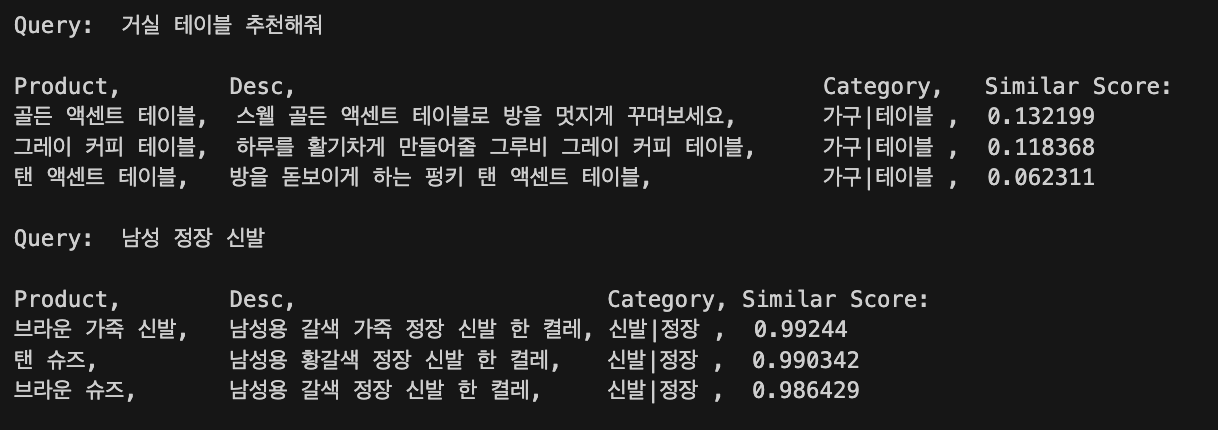 Query: 거실 테이블 추천해줘
Product, Desc, Category, Similar Score:
골든 액센트 테이블, 스웰 골든 액센트 테이블로 방을 멋지게 꾸며보세요, 가구|테이블 , 0.132199
그레이 커피 테이블, 하루를 활기차게 만들어줄 그루비 그레이 커피 테이블, 가구|테이블 , 0.118368
탠 액센트 테이블, 방을 돋보이게 하는 펑키 탠 액센트 테이블, 가구|테이블 , 0.062311
Query: 남성 정장 신발
Product, Desc, Category, Similar Score:
브라운 가죽 신발, 남성용 갈색 가죽 정장 신발 한 켤레, 신발|정장 , 0.99244
탠 슈즈, 남성용 황갈색 정장 신발 한 켤레, 신발|정장 , 0.990342
브라운 슈즈, 남성용 갈색 정장 신발 한 켤레, 신발|정장 , 0.986429